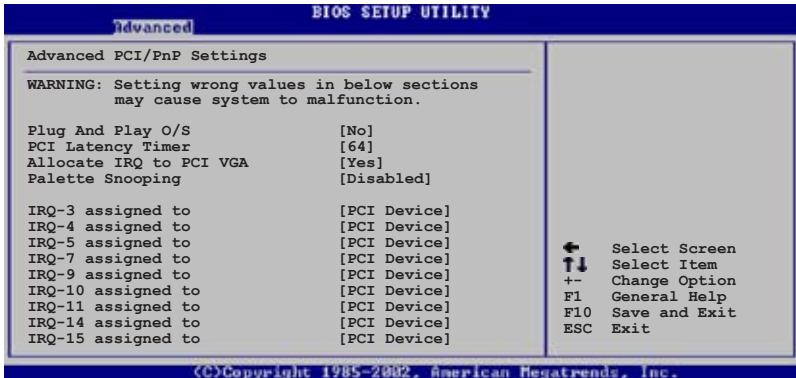 BIOS SETUP UTILITY
Advanced
Advanced PCI/PnP Settings
WARNING: Setting wrong values in below sections
may cause system to malfunction.
Plug And Play O/S [No]
PCI Latency Timer [64]
Allocate IRQ to PCI VGA [Yes]
Palette Snooping [Disabled]
IRQ-3 assigned to [PCI Device]
IRQ-4 assigned to [PCI Device]
IRQ-5 assigned to [PCI Device]
IRQ-7 assigned to [PCI Device]
IRQ-9 assigned to [PCI Device]
IRQ-10 assigned to [PCI Device]
IRQ-11 assigned to [PCI Device]
IRQ-14 assigned to [PCI Device]
IRQ-15 assigned to [PCI Device]
← Select Screen
↑↓ Select Item
+- Change Option
F1 General Help
F10 Save and Exit
ESC Exit
(C)Copyright 1985-2002, American Megatrends, Inc.